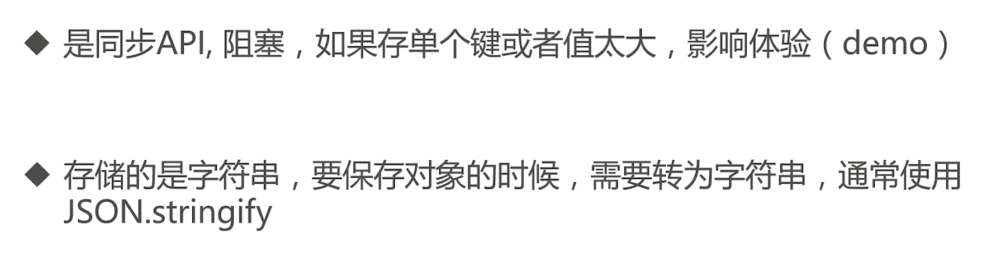 ◆ 是同步API, 阻塞，如果存单个键或者值太大，影响体验（demo）
◆ 存储的是字符串，要保存对象的时候，需要转为字符串，通常使用
JSON.stringify